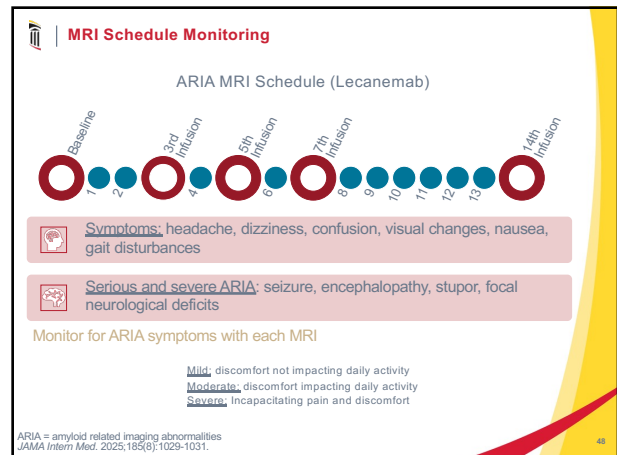 MRI Schedule Monitoring
ARIA MRI Schedule (Lecanemab)
Baseline
1
2
3rd
Infusion
4
5th
Infusion
6
7th
Infusion
8
9
10
11
12
13
14th
Infusion
Symptoms: headache, dizziness, confusion, visual changes, nausea,
gait disturbances
Serious and severe ARIA: seizure, encephalopathy, stupor, focal
neurological deficits
Monitor for ARIA symptoms with each MRI
Mild: discomfort not impacting daily activity
Moderate: discomfort impacting daily activity
Severe: Incapacitating pain and discomfort
ARIA = amyloid related imaging abnormalities
JAMA Intern Med. 2025;185(8):1029-1031.
48